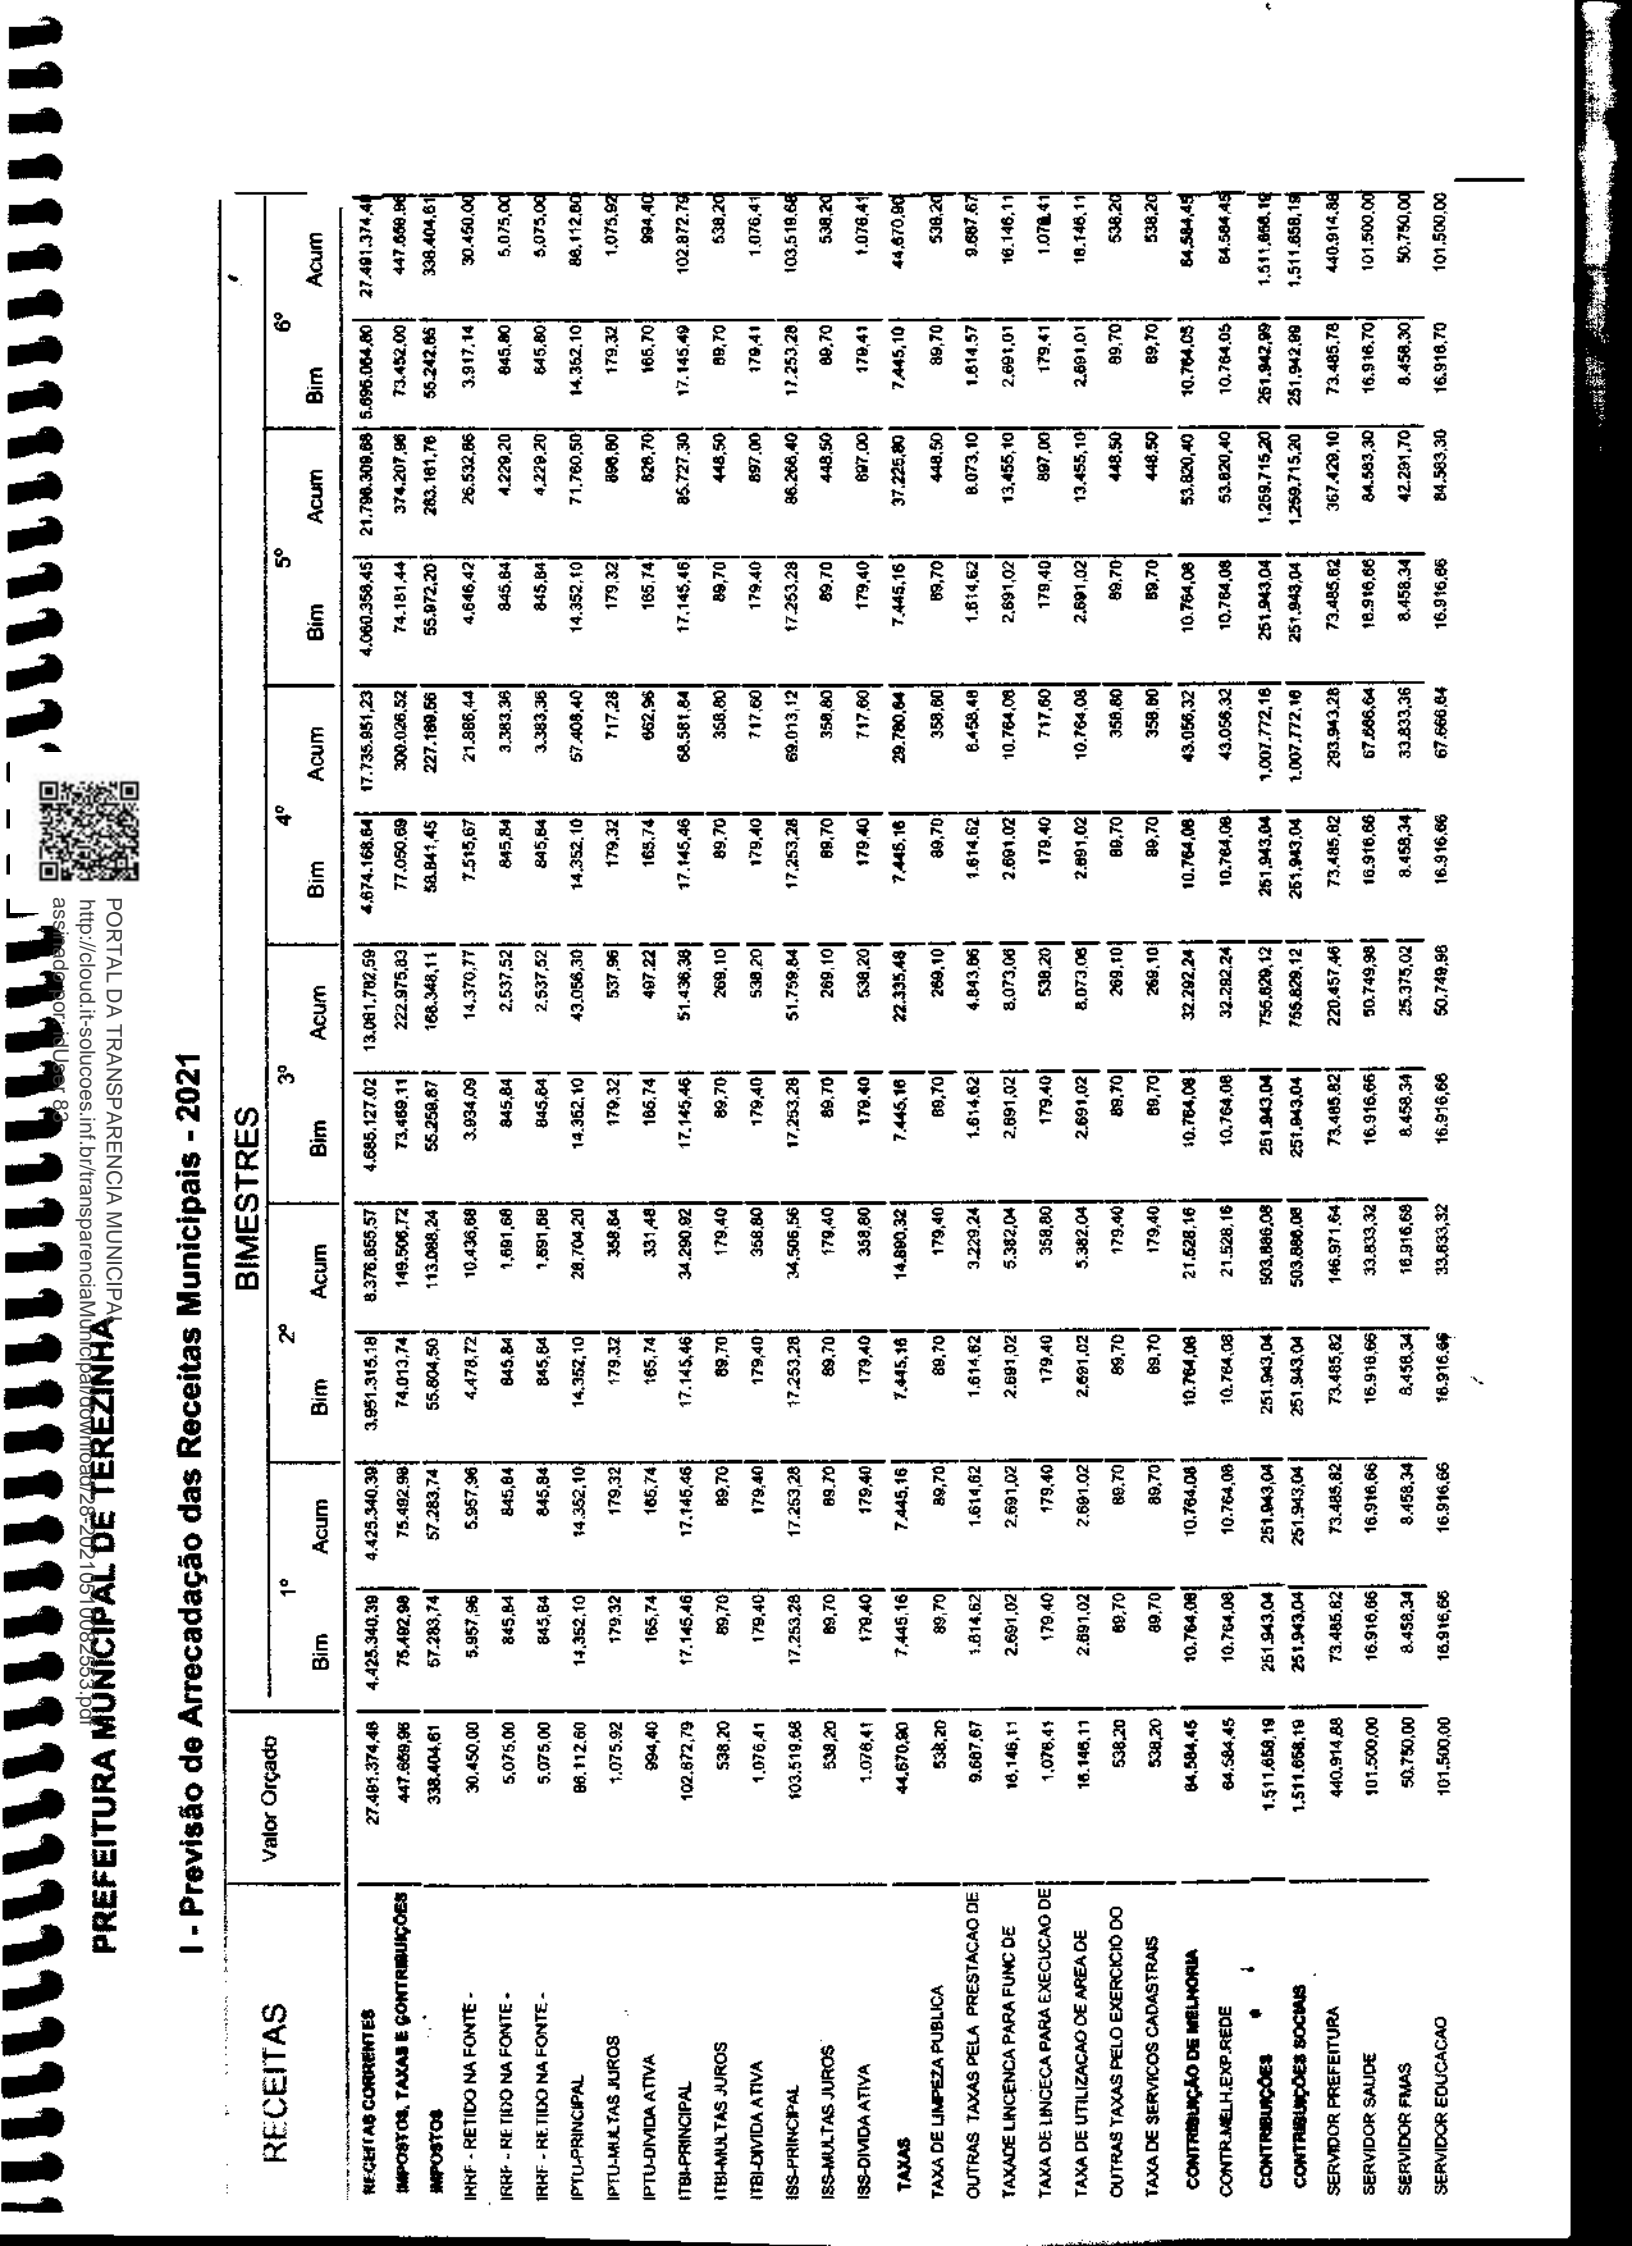 PORTAL DA TRANSPARENCIA MUNICIPAL
http://cloud.it-solucoes.inf.br/transparenciaMunicipal/download/28-20210510082553.pdf
assinado por: idUser 82
PREFEITURA MUNICIPAL DE TEREZINHA
I - Previsão de Arrecadação das Receitas Municipais - 2021
RECEITAS Valor Orçado BIMESTRES
1º 2º 3º 4º 5º 6º
Bim Acum Bim Acum Bim Acum Bim Acum Bim Acum Bim Acum
RECEITAS CORRENTES 27.491.374,48 4.425.340,39 4.425.340,39 3.951.315,18 8.376.655,57 4.685.127,02 13.061.782,59 4.674.168,64 17.735.951,23 4.060.358,45 21.796.309,68 5.695.064,80 27.491.374,48
IMPOSTOS, TAXAS E CONTRIBUIÇÕES 447.659,96 75.492,98 75.492,98 74.013,74 149.506,72 73.469,11 222.975,83 77.050,69 300.026,52 74.181,44 374.207,96 73.452,00 447.659,96
IMPOSTOS 338.404,61 57.283,74 57.283,74 55.804,50 113.088,24 55.259,87 168.348,11 58.841,45 227.189,56 55.972,20 283.161,76 55.242,85 338.404,61
IRRF - RETIDO NA FONTE - 30.450,00 5.957,96 5.957,96 4.478,72 10.436,68 3.934,09 14.370,77 7.515,67 21.886,44 4.646,42 26.532,86 3.917,14 30.450,00
IRRF - RETIDO NA FONTE - 5.075,00 845,84 845,84 845,84 1.691,68 845,84 2.537,52 845,84 3.383,36 845,84 4.229,20 845,80 5.075,00
IRRF - RETIDO NA FONTE - 5.075,00 845,84 845,84 845,84 1.691,68 845,84 2.537,52 845,84 3.383,36 845,84 4.229,20 845,80 5.075,00
IPTU-PRINCIPAL 86.112,60 14.352,10 14.352,10 14.352,10 28.704,20 14.352,10 43.056,30 14.352,10 57.408,40 14.352,10 71.760,50 14.352,10 86.112,60
IPTU-MULTAS JUROS 1.075,92 179,32 179,32 179,32 358,64 179,32 537,96 179,32 717,28 179,32 896,60 179,32 1.075,92
IPTU-DIVIDA ATIVA 994,40 165,74 165,74 165,74 331,48 165,74 497,22 165,74 662,96 165,74 828,70 165,70 994,40
ITBI-PRINCIPAL 102.872,79 17.145,46 17.145,46 17.145,46 34.290,92 17.145,46 51.436,38 17.145,46 68.581,84 17.145,46 85.727,30 17.145,49 102.872,79
ITBI-MULTAS JUROS 538,20 89,70 89,70 89,70 179,40 89,70 269,10 89,70 358,80 89,70 448,50 89,70 538,20
ITBI-DIVIDA ATIVA 1.076,41 179,40 179,40 179,40 358,80 179,40 538,20 179,40 717,60 179,40 897,00 179,41 1.076,41
ISS-PRINCIPAL 103.519,68 17.253,28 17.253,28 17.253,28 34.506,56 17.253,28 51.759,84 17.253,28 69.013,12 17.253,28 86.266,40 17.253,28 103.519,68
ISS-MULTAS JUROS 538,20 89,70 89,70 89,70 179,40 89,70 269,10 89,70 358,80 89,70 448,50 89,70 538,20
ISS-DIVIDA ATIVA 1.076,41 179,40 179,40 179,40 358,80 179,40 538,20 179,40 717,60 179,40 897,00 179,41 1.076,41
TAXAS 44.670,90 7.445,16 7.445,16 7.445,16 14.890,32 7.445,16 22.335,48 7.445,16 29.780,64 7.445,16 37.225,80 7.445,10 44.670,90
TAXA DE LIMPEZA PUBLICA 538,20 89,70 89,70 89,70 179,40 89,70 269,10 89,70 358,80 89,70 448,50 89,70 538,20
OUTRAS TAXAS PELA PRESTACAO DE 9.687,67 1.614,62 1.614,62 1.614,62 3.229,24 1.614,62 4.843,86 1.614,62 6.458,48 1.614,62 8.073,10 1.614,57 9.687,67
TAXADE LINCENCA PARA FUNC DE 16.146,11 2.691,02 2.691,02 2.691,02 5.382,04 2.691,02 8.073,06 2.691,02 10.764,08 2.691,02 13.455,10 2.691,01 16.146,11
TAXA DE LINCECA PARA EXECUCAO DE 1.076,41 179,40 179,40 179,40 358,80 179,40 538,20 179,40 717,60 179,40 897,00 179,41 1.076,41
TAXA DE UTILIZACAO DE AREA DE 16.146,11 2.691,02 2.691,02 2.691,02 5.382,04 2.691,02 8.073,06 2.691,02 10.764,08 2.691,02 13.455,10 2.691,01 16.146,11
OUTRAS TAXAS PELO EXERCICIO DO 538,20 89,70 89,70 89,70 179,40 89,70 269,10 89,70 358,80 89,70 448,50 89,70 538,20
TAXA DE SERVICOS CADASTRAIS 538,20 89,70 89,70 89,70 179,40 89,70 269,10 89,70 358,80 89,70 448,50 89,70 538,20
CONTRIBUIÇÃO DE MELHORIA 64.584,45 10.764,08 10.764,08 10.764,08 21.528,16 10.764,08 32.292,24 10.764,08 43.056,32 10.764,08 53.820,40 10.764,05 64.584,45
CONTR.MELH.EXP.REDE 64.584,45 10.764,08 10.764,08 10.764,08 21.528,16 10.764,08 32.292,24 10.764,08 43.056,32 10.764,08 53.820,40 10.764,05 64.584,45
CONTRIBUIÇÕES 1.511.658,19 251.943,04 251.943,04 251.943,04 503.886,08 251.943,04 755.829,12 251.943,04 1.007.772,16 251.943,04 1.259.715,20 251.942,99 1.511.658,19
CONTRIBUIÇÕES SOCIAIS 1.511.658,19 251.943,04 251.943,04 251.943,04 503.886,08 251.943,04 755.829,12 251.943,04 1.007.772,16 251.943,04 1.259.715,20 251.942,99 1.511.658,19
SERVIDOR PREFEITURA 440.914,88 73.485,82 73.485,82 73.485,82 146.971,64 73.485,82 220.457,46 73.485,82 293.943,28 73.485,82 367.429,10 73.485,78 440.914,88
SERVIDOR SAUDE 101.500,00 16.916,66 16.916,66 16.916,66 33.833,32 16.916,66 50.749,98 16.916,66 67.666,64 16.916,66 84.583,30 16.916,70 101.500,00
SERVIDOR FMAS 50.750,00 8.458,34 8.458,34 8.458,34 16.916,68 8.458,34 25.375,02 8.458,34 33.833,36 8.458,34 42.291,70 8.458,30 50.750,00
SERVIDOR EDUCACAO 101.500,00 16.916,66 16.916,66 16.916,66 33.833,32 16.916,66 50.749,98 16.916,66 67.666,64 16.916,66 84.583,30 16.916,70 101.500,00